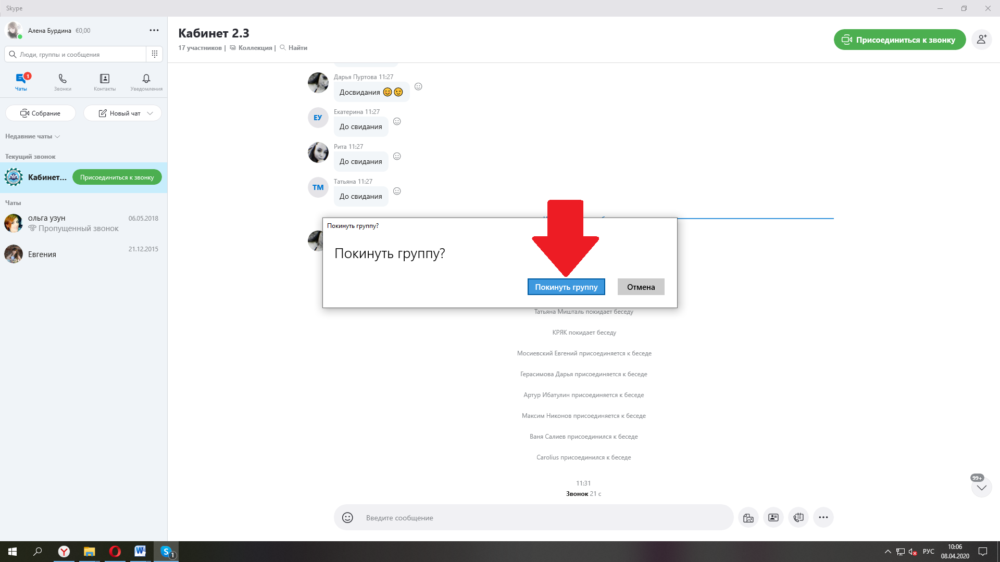 Skype
Алена Бурдина €0,00
Люди, группы и сообщения
1
Чаты Звонки Контакты Уведомления
Собрание Новый чат
Недавние чаты
Текущий звонок
Кабинет... Присоединиться к звонку
Чаты
ольга узун 06.05.2018
Пропущенный звонок
Евгения 21.12.2015
Кабинет 2.3
17 участников | Коллекция | Найти
Присоединиться к звонку
Дарья Пуртова 11:27
Досвидания
ЕУ
Екатерина 11:27
До свидания
Рита 11:27
До свидания
ТМ
Татьяна 11:27
До свидания
Покинуть группу?
Покинуть группу?
Покинуть группу Отмена
Татьяна Мишталь покидает беседу
КРЯК покидает беседу
Мосиевский Евгений присоединяется к беседе
Герасимова Дарья присоединяется к беседе
Артур Ибатулин присоединяется к беседе
Максим Никонов присоединяется к беседе
Ваня Салиев присоединился к беседе
Carolius присоединился к беседе
11:31
Звонок 21 с
99+
Введите сообщение
1
РУС
10:06
08.04.2020